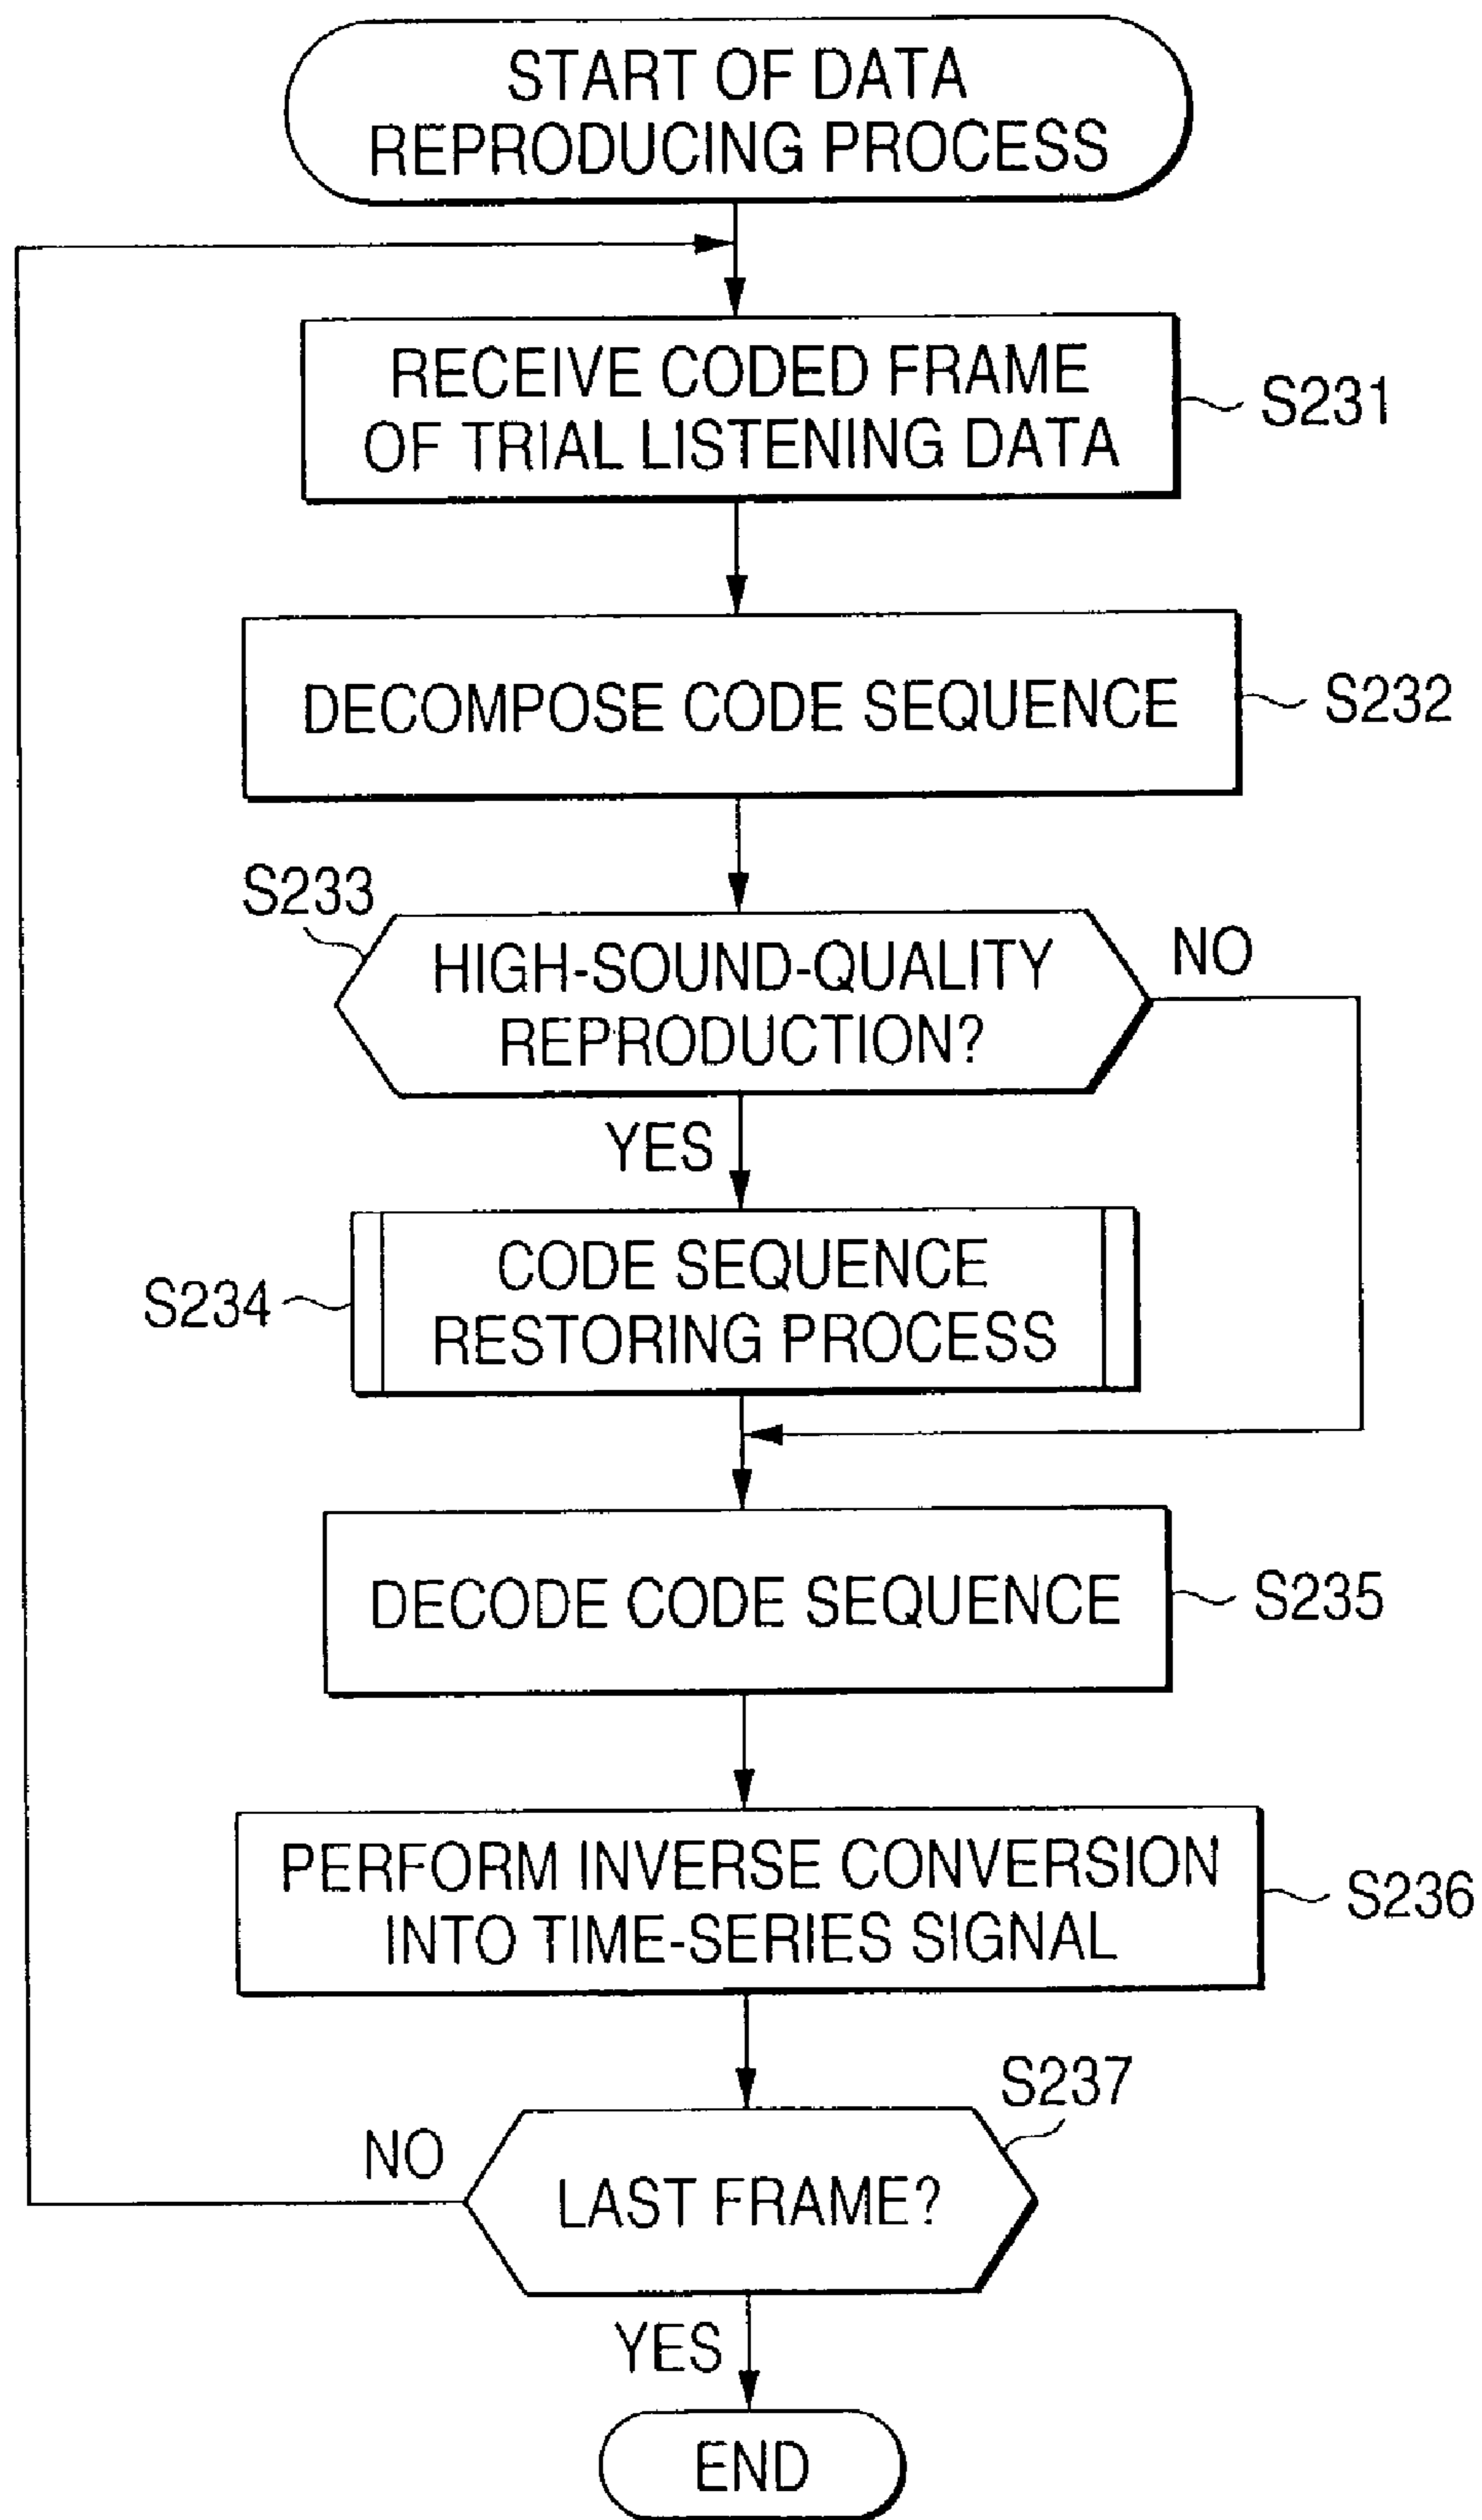 START OF DATA
REPRODUCING PROCESS
RECEIVE CODED FRAME
OF TRIAL LISTENING DATA
S231
DECOMPOSE CODE SEQUENCE
S232
S233
HIGH-SOUND-QUALITY
REPRODUCTION?
NO
YES
S234
CODE SEQUENCE
RESTORING PROCESS
DECODE CODE SEQUENCE
S235
PERFORM INVERSE CONVERSION
INTO TIME-SERIES SIGNAL
S236
S237
NO
LAST FRAME?
YES
END